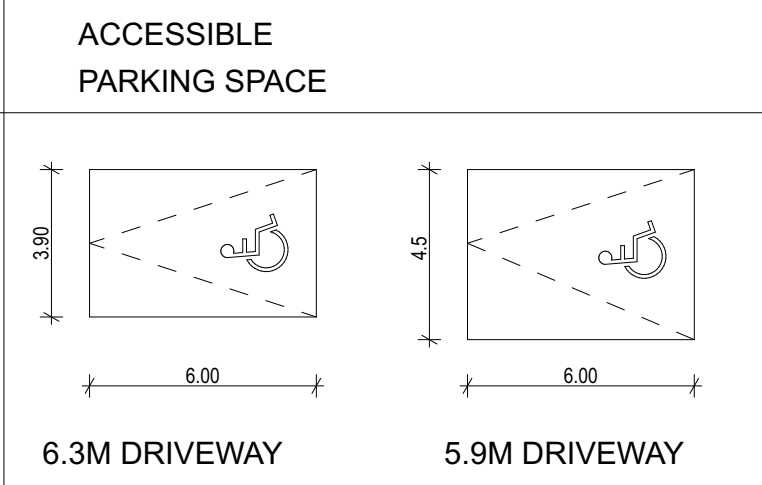 ACCESSIBLE
PARKING SPACE
3.90
6.00
4.5
6.00
6.3M DRIVEWAY
5.9M DRIVEWAY